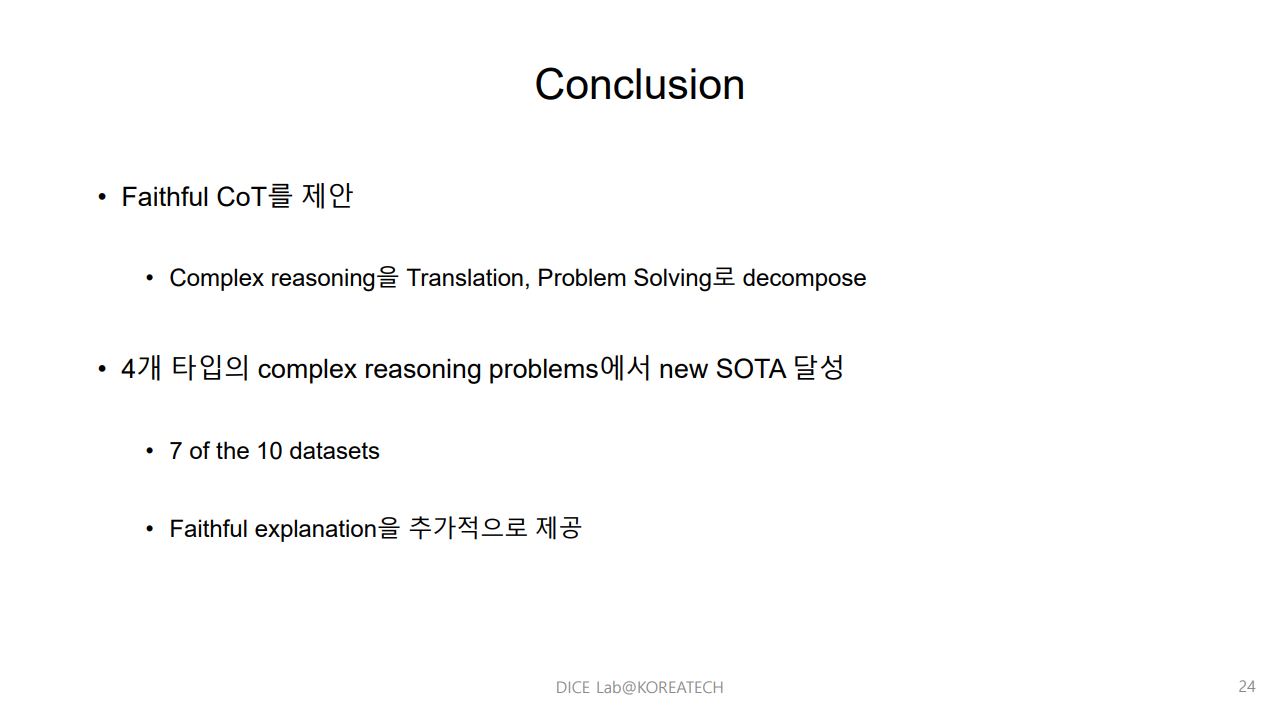 Conclusion
• Faithful CoT를 제안
• Complex reasoning을 Translation, Problem Solving로 decompose
• 4개 타입의 complex reasoning problems에서 new SOTA 달성
• 7 of the 10 datasets
• Faithful explanation을 추가적으로 제공
DICE Lab@KOREATECH
24